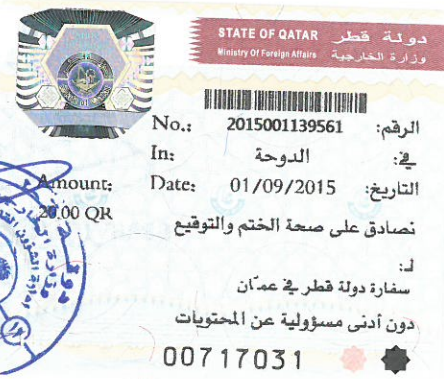 STATE OF QATAR دولة قطر
Ministry Of Foreign Affairs وزارة الخارجية
No.: 2015001139561 الرقم:
In: الدوحة في:
Amount: Date: 01/09/2015 التاريخ:
20.00 QR
نصادق على صحة الختم والتوقيع
لـ:
سفارة دولة قطر في عمّان
دون أدنى مسؤولية عن المحتويات
00717031